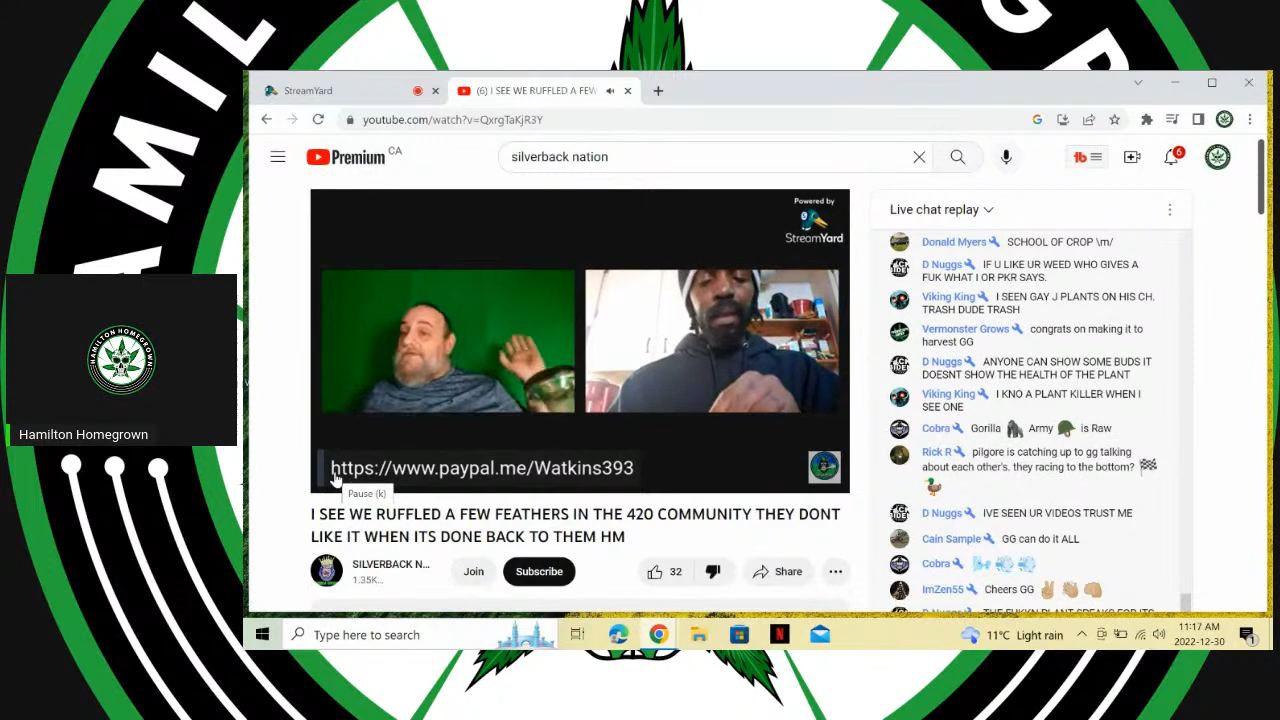 AMIL
GR
StreamYard
(6) I SEE WE RUFFLED A FEW
youtube.com/watch?v=QxrgTaKjR3Y
Premium CA
silverback nation
6
Powered by
StreamYard
https://www.paypal.me/Watkins393
Pause (k)
I SEE WE RUFFLED A FEW FEATHERS IN THE 420 COMMUNITY THEY DONT
LIKE IT WHEN ITS DONE BACK TO THEM HM
SILVERBACK N...
1.35K...
Join
Subscribe
32
Share
Live chat replay
Donald Myers SCHOOL OF CROP \m/
D Nuggs IF U LIKE UR WEED WHO GIVES A
FUK WHAT I OR PKR SAYS.
Viking King I SEEN GAY J PLANTS ON HIS CH.
TRASH DUDE TRASH
Vermonster Grows congrats on making it to
harvest GG
D Nuggs ANYONE CAN SHOW SOME BUDS IT
DOESNT SHOW THE HEALTH OF THE PLANT
Viking King I KNO A PLANT KILLER WHEN I
SEE ONE
Cobra Gorilla Army is Raw
Rick R pilgore is catching up to gg talking
about each other's. they racing to the bottom?
D Nuggs IVE SEEN UR VIDEOS TRUST ME
Cain Sample GG can do it ALL
Cobra
ImZen55 Cheers GG
HAMILTON HOMEGROWN
Hamilton Homegrown
Type here to search
11°C Light rain
11:17 AM
2022-12-30
1